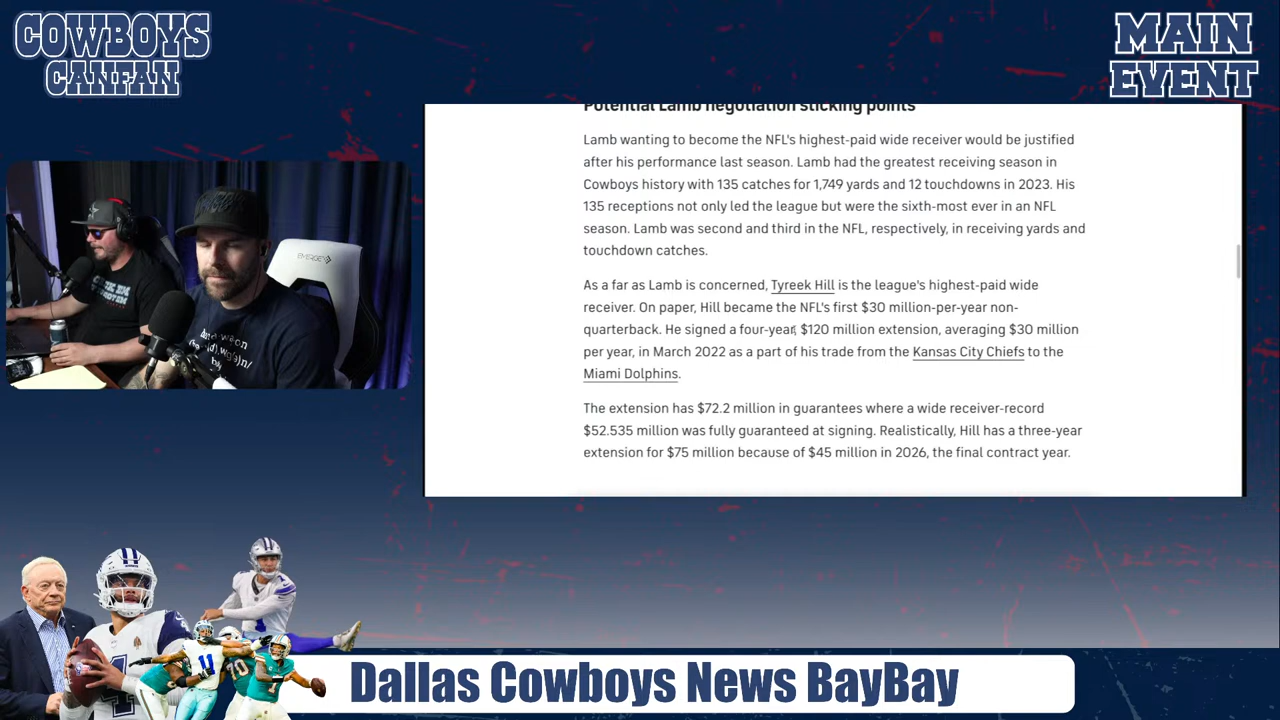 COWBOYS
CANFAN
MAIN
EVENT
Potential Lamb negotiation sticking points
Lamb wanting to become the NFL's highest-paid wide receiver would be justified
after his performance last season. Lamb had the greatest receiving season in
Cowboys history with 135 catches for 1,749 yards and 12 touchdowns in 2023. His
135 receptions not only led the league but were the sixth-most ever in an NFL
season. Lamb was second and third in the NFL, respectively, in receiving yards and
touchdown catches.
As a far as Lamb is concerned, Tyreek Hill is the league's highest-paid wide
receiver. On paper, Hill became the NFL's first $30 million-per-year non-
quarterback. He signed a four-year, $120 million extension, averaging $30 million
per year, in March 2022 as a part of his trade from the Kansas City Chiefs to the
Miami Dolphins.
The extension has $72.2 million in guarantees where a wide receiver-record
$52.535 million was fully guaranteed at signing. Realistically, Hill has a three-year
extension for $75 million because of $45 million in 2026, the final contract year.
Dallas Cowboys News BayBay